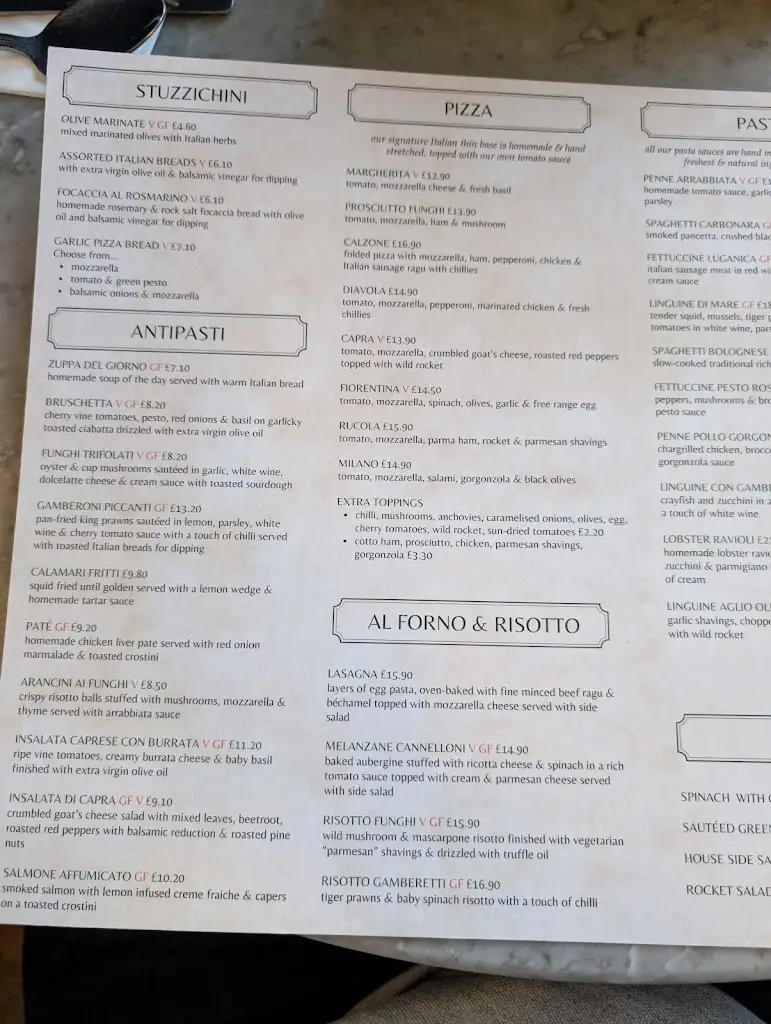 STUZZICHINI
OLIVE MARINATE V GF £4.60
mixed marinated olives with Italian herbs
ASSORTED ITALIAN BREADS V £6.10
with extra virgin olive oil & balsamic vinegar for dipping
FOCACCIA AL ROSMARINO V £6.10
homemade rosemary & rock salt focaccia bread with olive
oil and balsamic vinegar for dipping
GARLIC PIZZA BREAD V £7.10
Choose from...
• mozzarella
• tomato & green pesto
• balsamic onions & mozzarella
ANTIPASTI
ZUPPA DEL GIORNO GF £7.10
homemade soup of the day served with warm Italian bread
BRUSCHETTA V GF £8.20
cherry vine tomatoes, pesto, red onions & basil on garlicky
toasted ciabatta drizzled with extra virgin olive oil
FUNGHI TRIFOLATI V GF £8.20
oyster & cup mushrooms sautéed in garlic, white wine,
dolcelatte cheese & cream sauce with toasted sourdough
GAMBERONI PICCANTI GF £13.20
pan-fried king prawns sautéed in lemon, parsley, white
wine & cherry tomato sauce with a touch of chilli served
with toasted Italian breads for dipping
CALAMARI FRITTI £9.80
squid fried until golden served with a lemon wedge &
homemade tartar sauce
PATÉ GF £9.20
homemade chicken liver pate served with red onion
marmalade & toasted crostini
ARANCINI AI FUNGHI V £8.50
crispy risotto balls stuffed with mushrooms, mozzarella &
thyme served with arrabbiata sauce
INSALATA CAPRESE CON BURRATA V GF £11.20
ripe vine tomatoes, creamy burrata cheese & baby basil
finished with extra virgin olive oil
INSALATA DI CAPRA GF V £9.10
crumbled goat's cheese salad with mixed leaves, beetroot,
roasted red peppers with balsamic reduction & roasted pine
nuts
SALMONE AFFUMICATO GF £10.20
smoked salmon with lemon infused creme fraiche & capers
on a toasted crostini
PIZZA
our signature Italian thin base is homemade & hand
stretched, topped with our own tomato sauce
MARGHERITA V £12.90
tomato, mozzarella cheese & fresh basil
PROSCIUTTO FUNGHI £13.90
tomato, mozzarella, ham & mushroom
CALZONE £16.90
folded pizza with mozzarella, ham, pepperoni, chicken &
Italian sausage ragu with chillies
DIAVOLA £14.90
tomato, mozzarella, pepperoni, marinated chicken & fresh
chillies
CAPRA V £13.90
tomato, mozzarella, crumbled goat's cheese, roasted red peppers
topped with wild rocket
FIORENTINA V £14.50
tomato, mozzarella, spinach, olives, garlic & free range egg
RUCOLA £15.90
tomato, mozzarella, parma ham, rocket & parmesan shavings
MILANO £14.90
tomato, mozzarella, salami, gorgonzola & black olives
EXTRA TOPPINGS
• chilli, mushrooms, anchovies, caramelised onions, olives, egg,
cherry tomatoes, wild rocket, sun-dried tomatoes £2.20
• cotto ham, prosciutto, chicken, parmesan shavings,
gorgonzola £3.30
AL FORNO & RISOTTO
LASAGNA £15.90
layers of egg pasta, oven-baked with fine minced beef ragu &
béchamel topped with mozzarella cheese served with side
salad
MELANZANE CANNELLONI V GF £14.90
baked aubergine stuffed with ricotta cheese & spinach in a rich
tomato sauce topped with cream & parmesan cheese served
with side salad
RISOTTO FUNGHI V GF £15.90
wild mushroom & mascarpone risotto finished with vegetarian
"parmesan" shavings & drizzled with truffle oil
RISOTTO GAMBERETTI GF £16.90
tiger prawns & baby spinach risotto with a touch of chilli
PAS
all our pasta sauces are hand m
freshest & natural in
PENNE ARRABBIATA V GF £1
homemade tomato sauce, garlic
parsley
SPAGHETTI CARBONARA G
smoked pancetta, crushed blac
FETTUCCINE LUGANICA GF
italian sausage meat in red wi
cream sauce
LINGUINE DI MARE GF £1
tender squid, mussels, tiger p
tomatoes in white wine, par
SPAGHETTI BOLOGNESE
slow-cooked traditional rich
FETTUCCINE PESTO ROS
peppers, mushrooms & bro
pesto sauce
PENNE POLLO GORGON
chargrilled chicken, brocc
gorgonzola sauce
LINGUINE CON GAMBE
crayfish and zucchini in a
a touch of white wine
LOBSTER RAVIOLI £2
homemade lobster ravio
zucchini & parmigiano
of cream
LINGUINE AGLIO OLI
garlic shavings, choppe
with wild rocket
SPINACH WITH
SAUTÉED GREEN
HOUSE SIDE SA
ROCKET SALAD